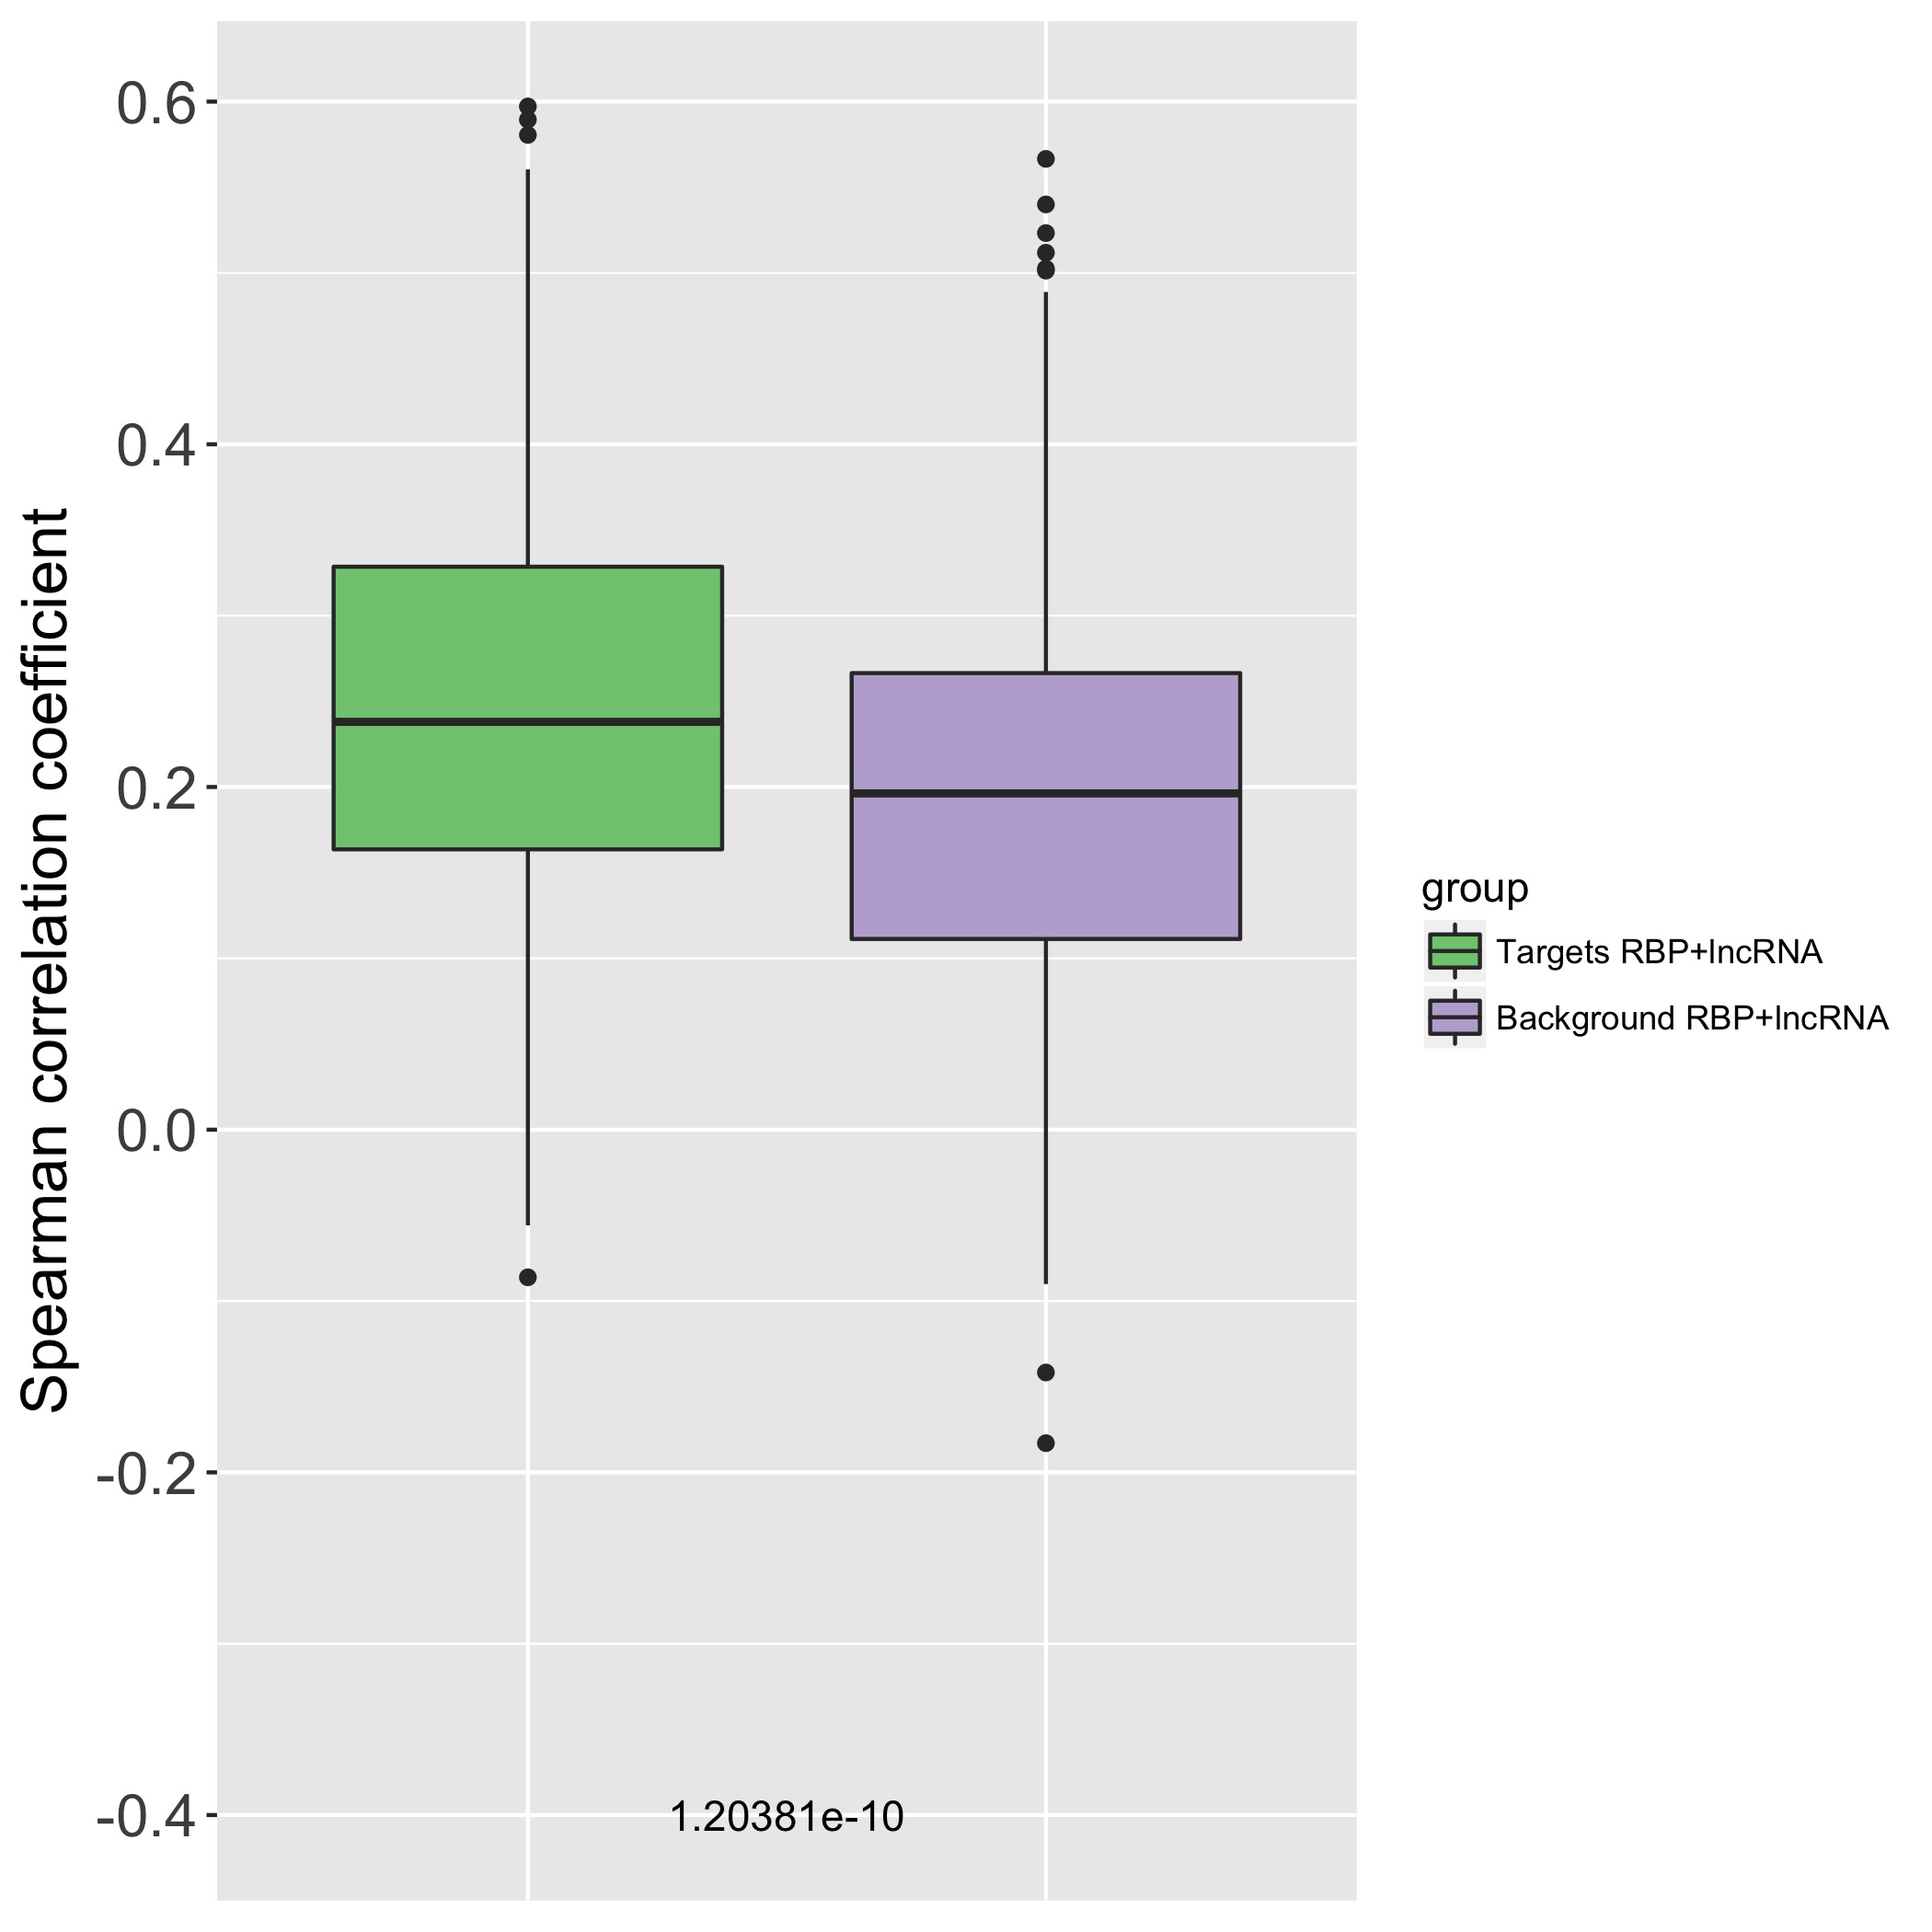 Spearman correlation coefficient
0.6
0.4
0.2
0.0
-0.2
-0.4
1.20381e-10
group
Targets RBP+lncRNA
Background RBP+lncRNA